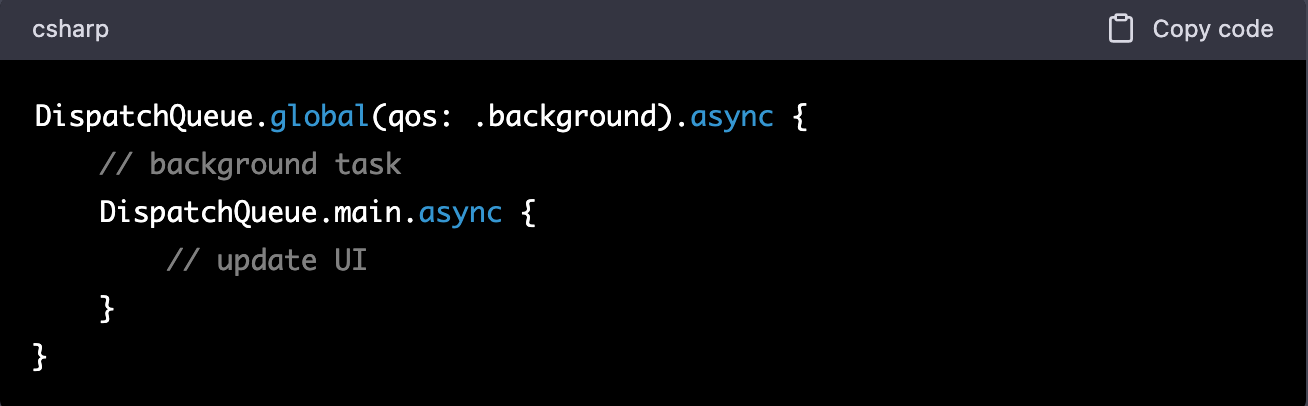 csharp Copy code
DispatchQueue.global(qos: .background).async {
    // background task
    DispatchQueue.main.async {
        // update UI
    }
}